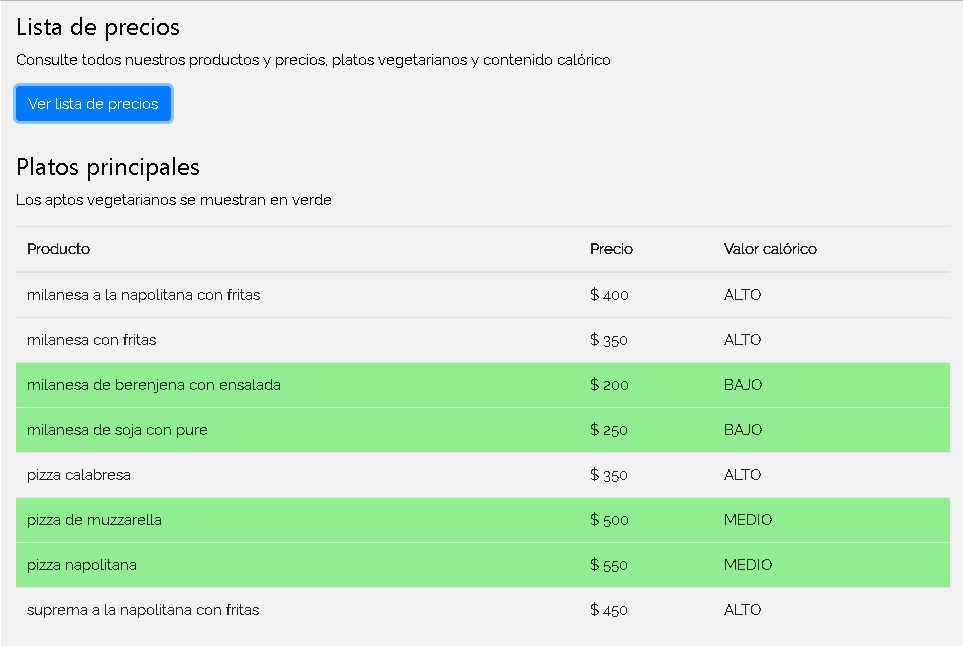 Lista de precios
Consulte todos nuestros productos y precios, platos vegetarianos y contenido calórico
Ver lista de precios
Platos principales
Los aptos vegetarianos se muestran en verde
Producto Precio Valor calórico
milanesa a la napolitana con fritas $ 400 ALTO
milanesa con fritas $ 350 ALTO
milanesa de berenjena con ensalada $ 200 BAJO
milanesa de soja con pure $ 250 BAJO
pizza calabresa $ 350 ALTO
pizza de muzzarella $ 500 MEDIO
pizza napolitana $ 550 MEDIO
suprema a la napolitana con fritas $ 450 ALTO